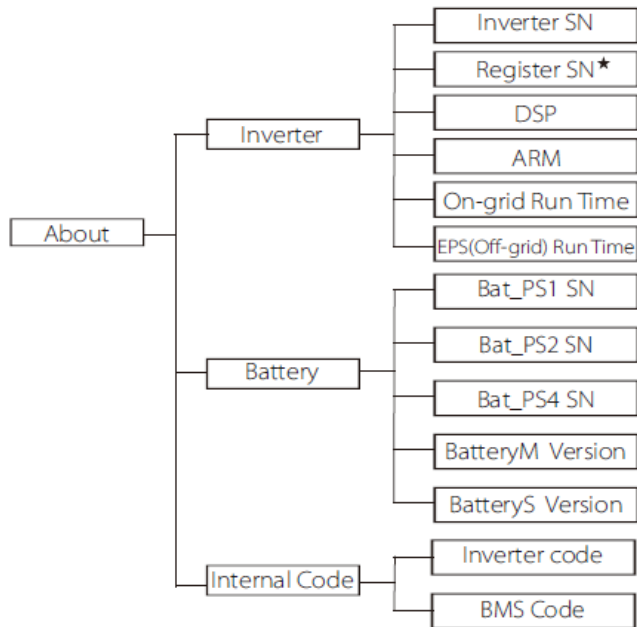 About
Inverter
Inverter SN
Register SN★
DSP
ARM
On-grid Run Time
EPS(Off-grid) Run Time
Battery
Bat_PS1 SN
Bat_PS2 SN
Bat_PS4 SN
BatteryM Version
BatteryS Version
Internal Code
Inverter code
BMS Code